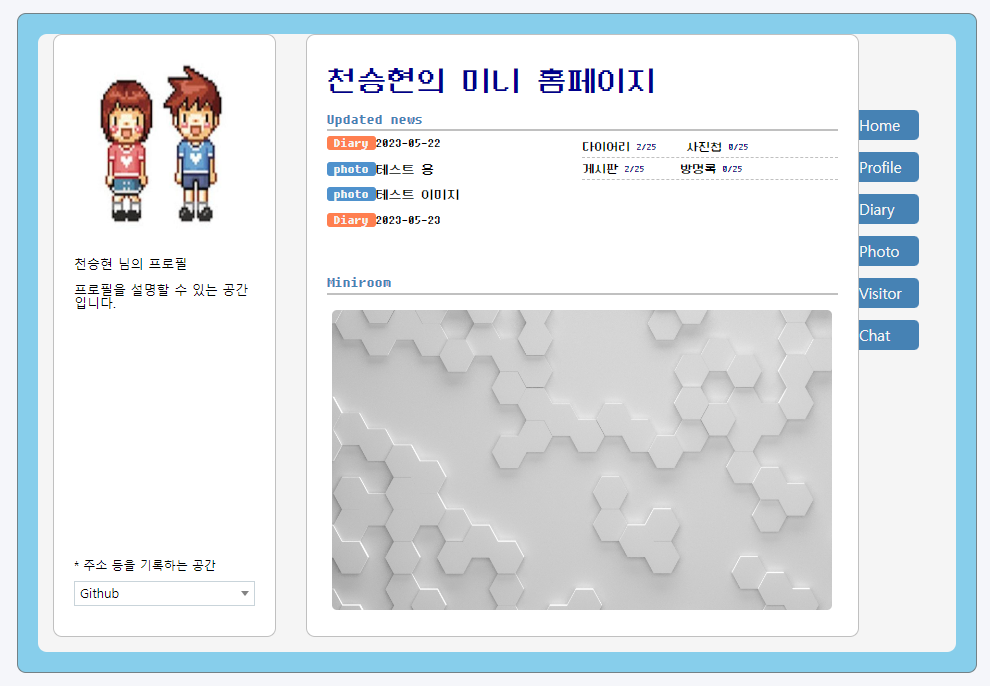 천승현 님의 프로필
프로필을 설명할 수 있는 공간
입니다.
* 주소 등을 기록하는 공간
Github
천승현의 미니 홈페이지
Updated news
Diary 2023-05-22
photo 테스트 용
photo 테스트 이미지
Diary 2023-05-23
다이어리 2/25 사진첩 0/25
게시판 2/25 방명록 0/25
Miniroom
Home
Profile
Diary
Photo
Visitor
Chat